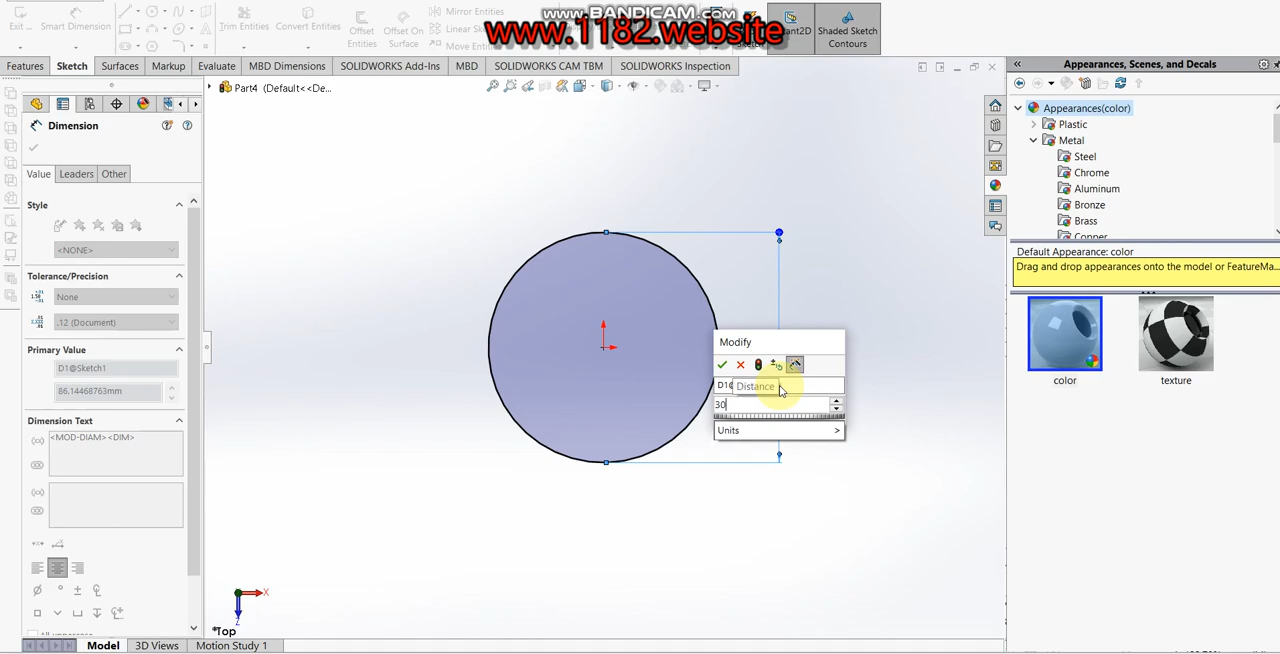 www.BANDICAM.com
www.1182.website
Exit...
Smart Dimension
Trim Entities
Convert Entities
Offset
Entities
Offset On
Surface
Mirror Entities
Linear Sk
Move Entit
Instant2D
Shaded Sketch
Contours
Features
Sketch
Surfaces
Markup
Evaluate
MBD Dimensions
SOLIDWORKS Add-Ins
MBD
SOLIDWORKS CAM TBM
SOLIDWORKS Inspection
Part4 (Default<<De...
Dimension
Value
Leaders
Other
Style
<NONE>
Tolerance/Precision
None
.12 (Document)
Primary Value
D1@Sketch1
86.14468763mm
Dimension Text
<MOD-DIAM> <DIM>
Modify
D1@
Distance
30
Units
>
*Top
X
Z
Model
3D Views
Motion Study 1
Appearances, Scenes, and Decals
Appearances(color)
Plastic
Metal
Steel
Chrome
Aluminum
Bronze
Brass
Copper
Default Appearance: color
Drag and drop appearances onto the model or FeatureMa...
color
texture